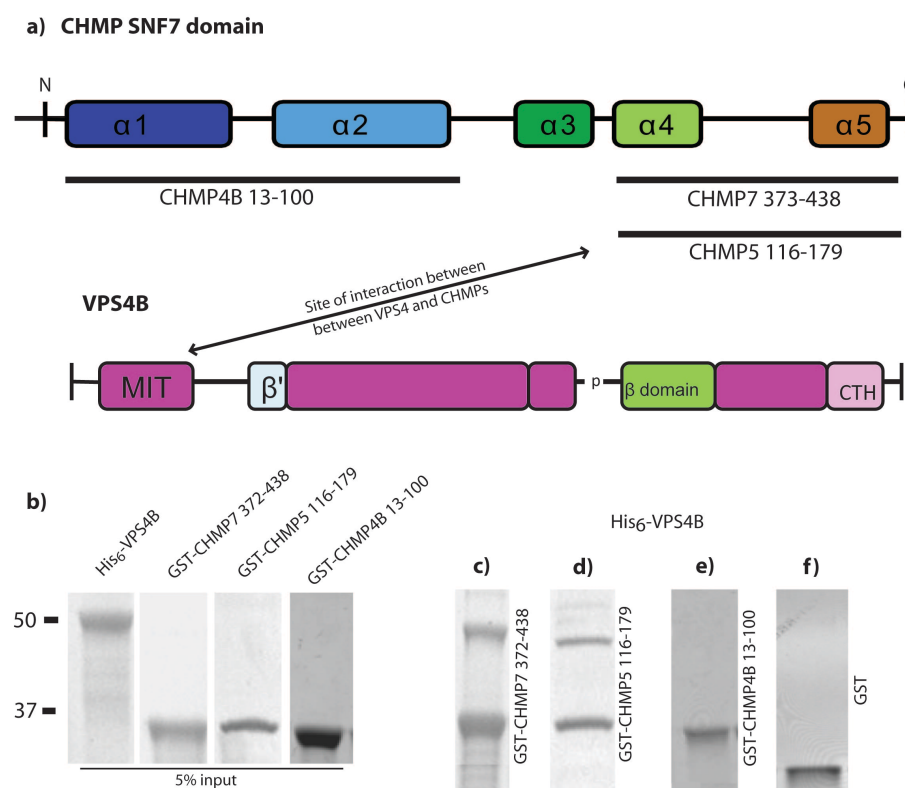 a) CHMP SNF7 domain
N
α1 α2 α3 α4 α5
CHMP4B 13-100
CHMP7 373-438
CHMP5 116-179
Site of interaction between
between VPS4 and CHMPs
VPS4B
MIT β' p β domain CTH
b)
His6-VPS4B
GST-CHMP7 372-438
GST-CHMP5 116-179
GST-CHMP4B 13-100
50
37
5% input
His6-VPS4B
c) d) e) f)
GST-CHMP7 372-438
GST-CHMP5 116-179
GST-CHMP4B 13-100
GST